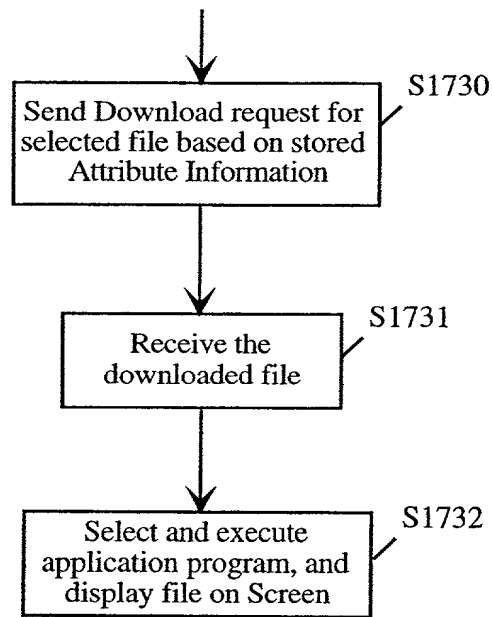 S1730
Send Download request for
selected file based on stored
Attribute Information
S1731
Receive the
downloaded file
S1732
Select and execute
application program, and
display file on Screen